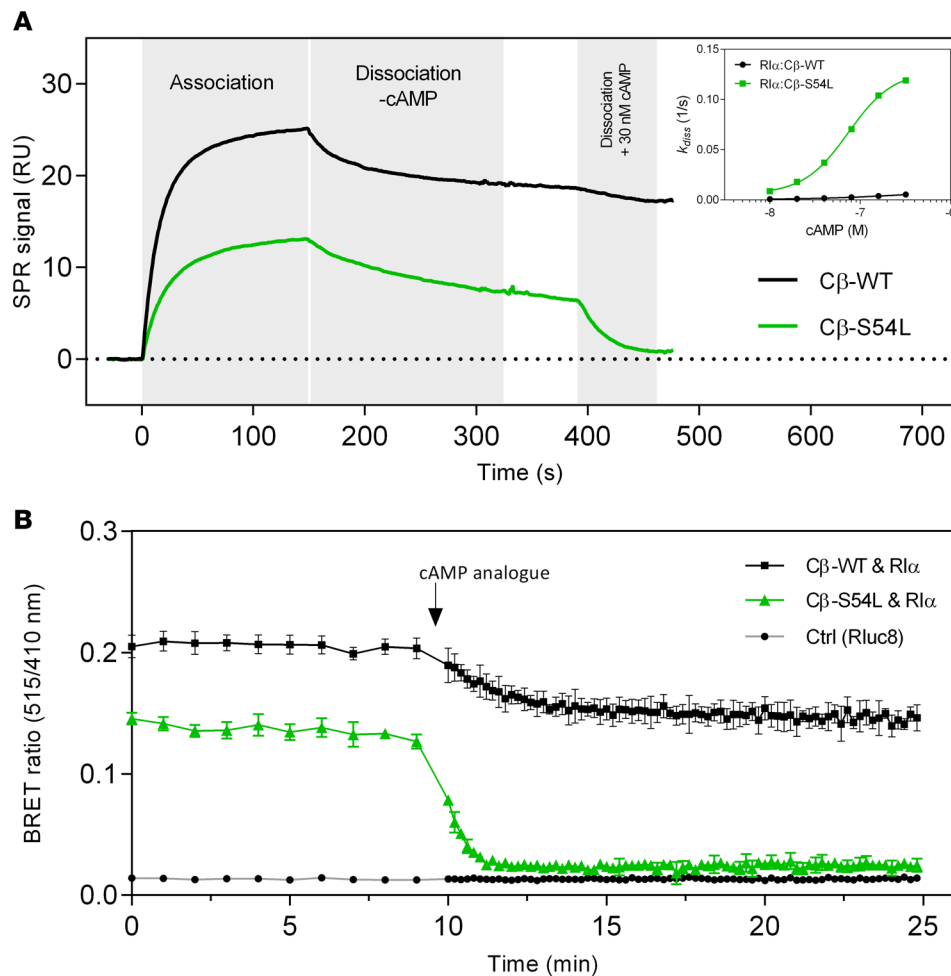 A
SPR signal (RU)
30
20
10
0
Association
Dissociation
-cAMP
Dissociation
+ 30 nM cAMP
0 100 200 300 400 500 600 700
Time (s)
RIα:Cβ-WT
RIα:Cβ-S54L
k_diss (1/s)
0.15
0.10
0.05
0.00
-8 -7
cAMP (M)
Cβ-WT
Cβ-S54L
B
BRET ratio (515/410 nm)
0.3
0.2
0.1
0.0
cAMP analogue
Cβ-WT & RIα
Cβ-S54L & RIα
Ctrl (Rluc8)
0 5 10 15 20 25
Time (min)